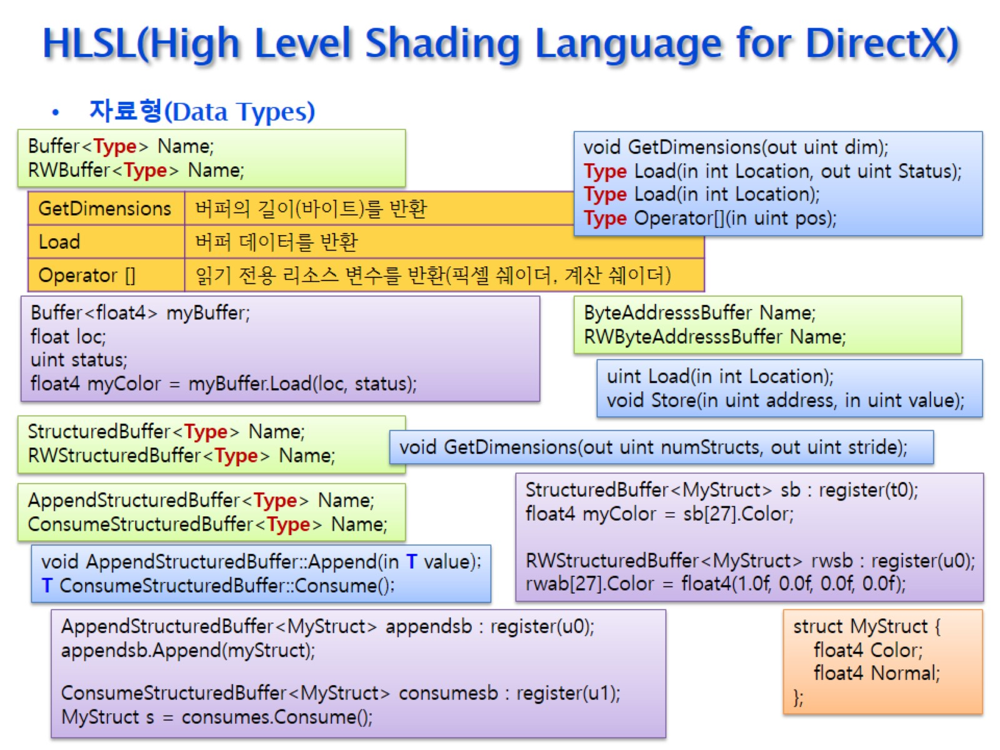 HLSL(High Level Shading Language for DirectX)
• 자료형(Data Types)
Buffer<Type> Name;
RWBuffer<Type> Name;
void GetDimensions(out uint dim);
Type Load(in int Location, out uint Status);
Type Load(in int Location);
Type Operator[](in uint pos);
GetDimensions 버퍼의 길이(바이트)를 반환
Load 버퍼 데이터를 반환
Operator [] 읽기 전용 리소스 변수를 반환(픽셀 쉐이더, 계산 쉐이더)
Buffer<float4> myBuffer;
float loc;
uint status;
float4 myColor = myBuffer.Load(loc, status);
ByteAddresssBuffer Name;
RWByteAddresssBuffer Name;
uint Load(in int Location);
void Store(in uint address, in uint value);
StructuredBuffer<Type> Name;
RWStructuredBuffer<Type> Name;
void GetDimensions(out uint numStructs, out uint stride);
AppendStructuredBuffer<Type> Name;
ConsumeStructuredBuffer<Type> Name;
StructuredBuffer<MyStruct> sb : register(t0);
float4 myColor = sb[27].Color;
RWStructuredBuffer<MyStruct> rwsb : register(u0);
rwab[27].Color = float4(1.0f, 0.0f, 0.0f, 0.0f);
void AppendStructuredBuffer::Append(in T value);
T ConsumeStructuredBuffer::Consume();
AppendStructuredBuffer<MyStruct> appendsb : register(u0);
appendsb.Append(myStruct);
ConsumeStructuredBuffer<MyStruct> consumesb : register(u1);
MyStruct s = consumes.Consume();
struct MyStruct {
float4 Color;
float4 Normal;
};